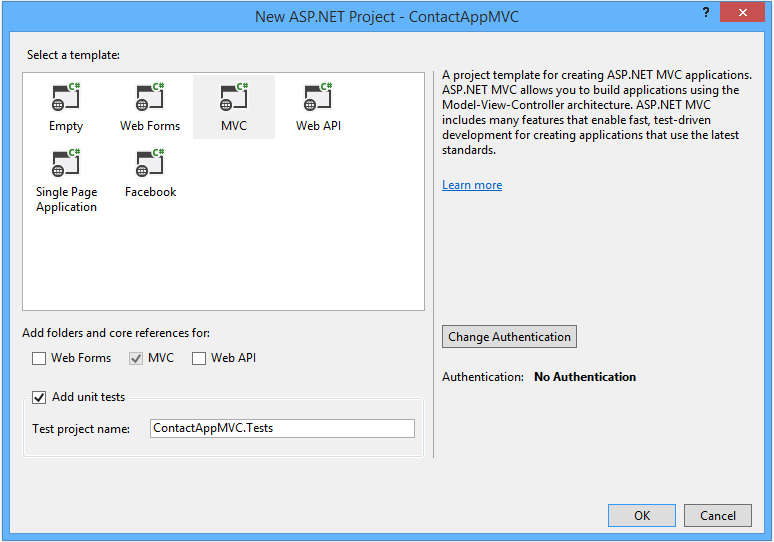 New ASP.NET Project - ContactAppMVC
?
Select a template:
C#
Empty
C#
Web Forms
C#
MVC
C#
Web API
C#
Single Page
Application
C#
Facebook
A project template for creating ASP.NET MVC applications.
ASP.NET MVC allows you to build applications using the
Model-View-Controller architecture. ASP.NET MVC
includes many features that enable fast, test-driven
development for creating applications that use the latest
standards.
Learn more
Add folders and core references for:
Web Forms
MVC
Web API
Add unit tests
Test project name:
ContactAppMVC.Tests
Change Authentication
Authentication: No Authentication
OK
Cancel